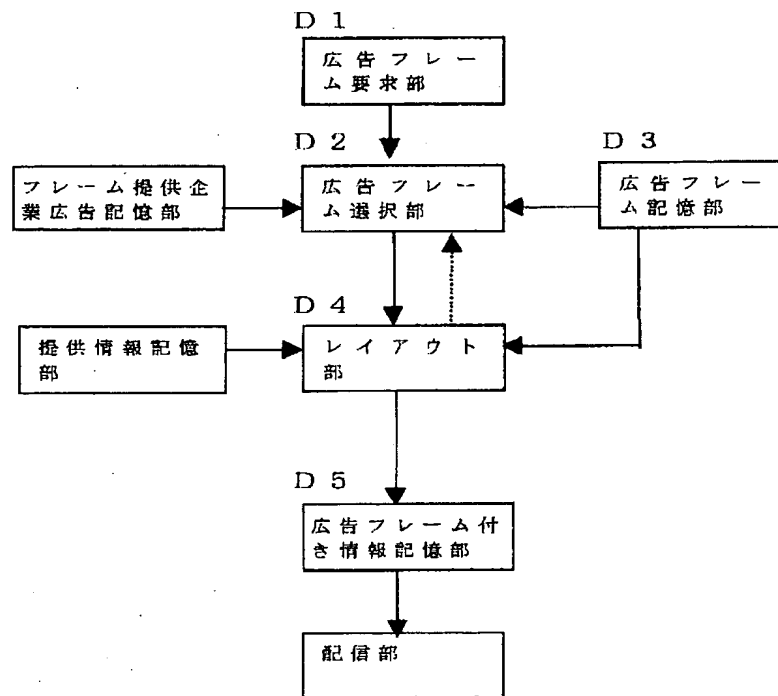 D 1
広告フレー
ム要求部
D 2
D 3
フレーム提供企
業広告記憶部
広告フレー
ム選択部
広告フレー
ム記憶部
D 4
提供情報記憶
部
レイアウト
部
D 5
広告フレーム付
き情報記憶部
配信部